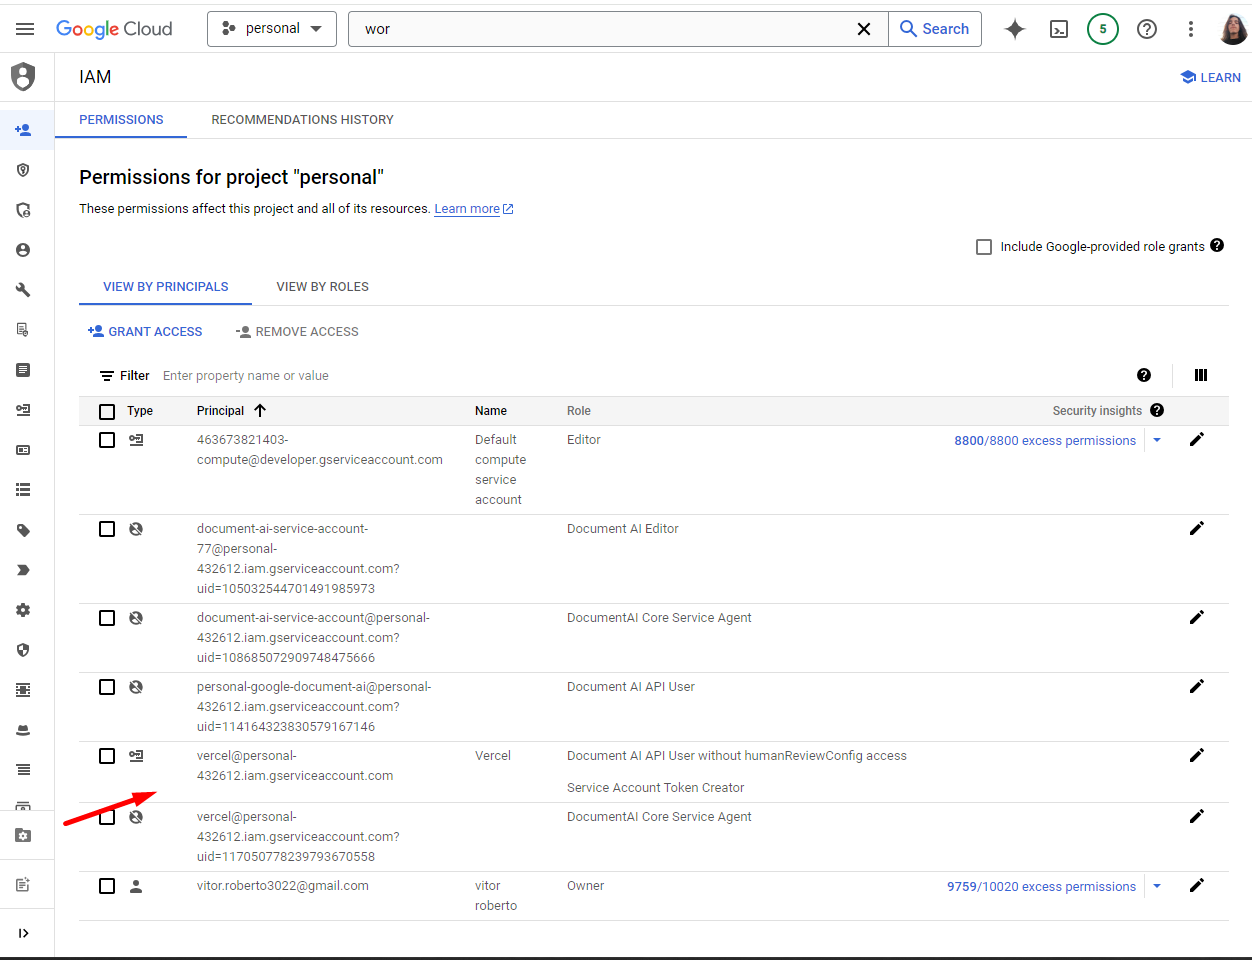 Google Cloud
personal
wor
Search
5
IAM
LEARN
PERMISSIONS
RECOMMENDATIONS HISTORY
Permissions for project "personal"
These permissions affect this project and all of its resources. Learn more
Include Google-provided role grants
VIEW BY PRINCIPALS
VIEW BY ROLES
GRANT ACCESS
REMOVE ACCESS
Filter Enter property name or value
Type Principal Name Role Security insights
463673821403-
compute@developer.gserviceaccount.com
Default
compute
service
account
Editor
8800/8800 excess permissions
document-ai-service-account-
77@personal-
432612.iam.gserviceaccount.com?
uid=105032544701491985973
Document AI Editor
document-ai-service-account@personal-
432612.iam.gserviceaccount.com?
uid=108685072909748475666
DocumentAI Core Service Agent
personal-google-document-ai@personal-
432612.iam.gserviceaccount.com?
uid=114164323830579167146
Document AI API User
vercel@personal-
432612.iam.gserviceaccount.com
Vercel
Document AI API User without humanReviewConfig access
Service Account Token Creator
vercel@personal-
432612.iam.gserviceaccount.com?
uid=117050778239793670558
DocumentAI Core Service Agent
vitor.roberto3022@gmail.com
vitor
roberto
Owner
9759/10020 excess permissions